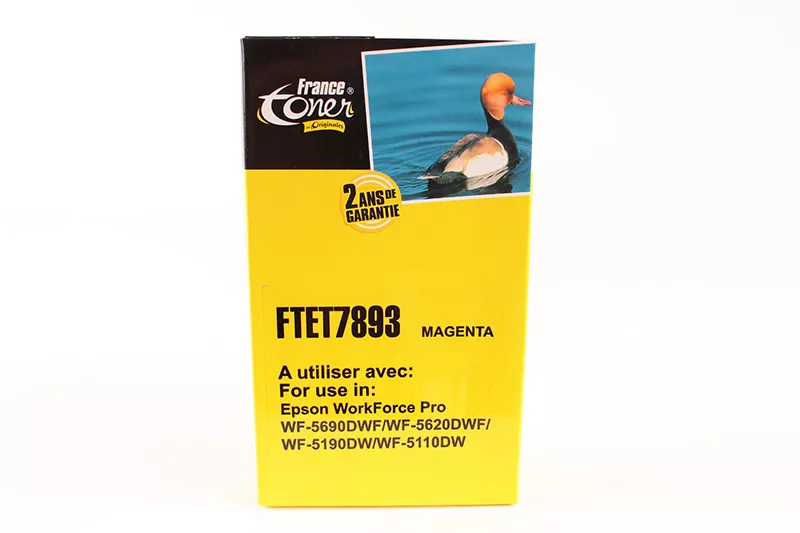 France
toner®
les Originales
2 ANS DE
GARANTIE
FTET7893 MAGENTA
A utiliser avec:
For use in:
Epson WorkForce Pro
WF-5690DWF/WF-5620DWF/
WF-5190DW/WF-5110DW